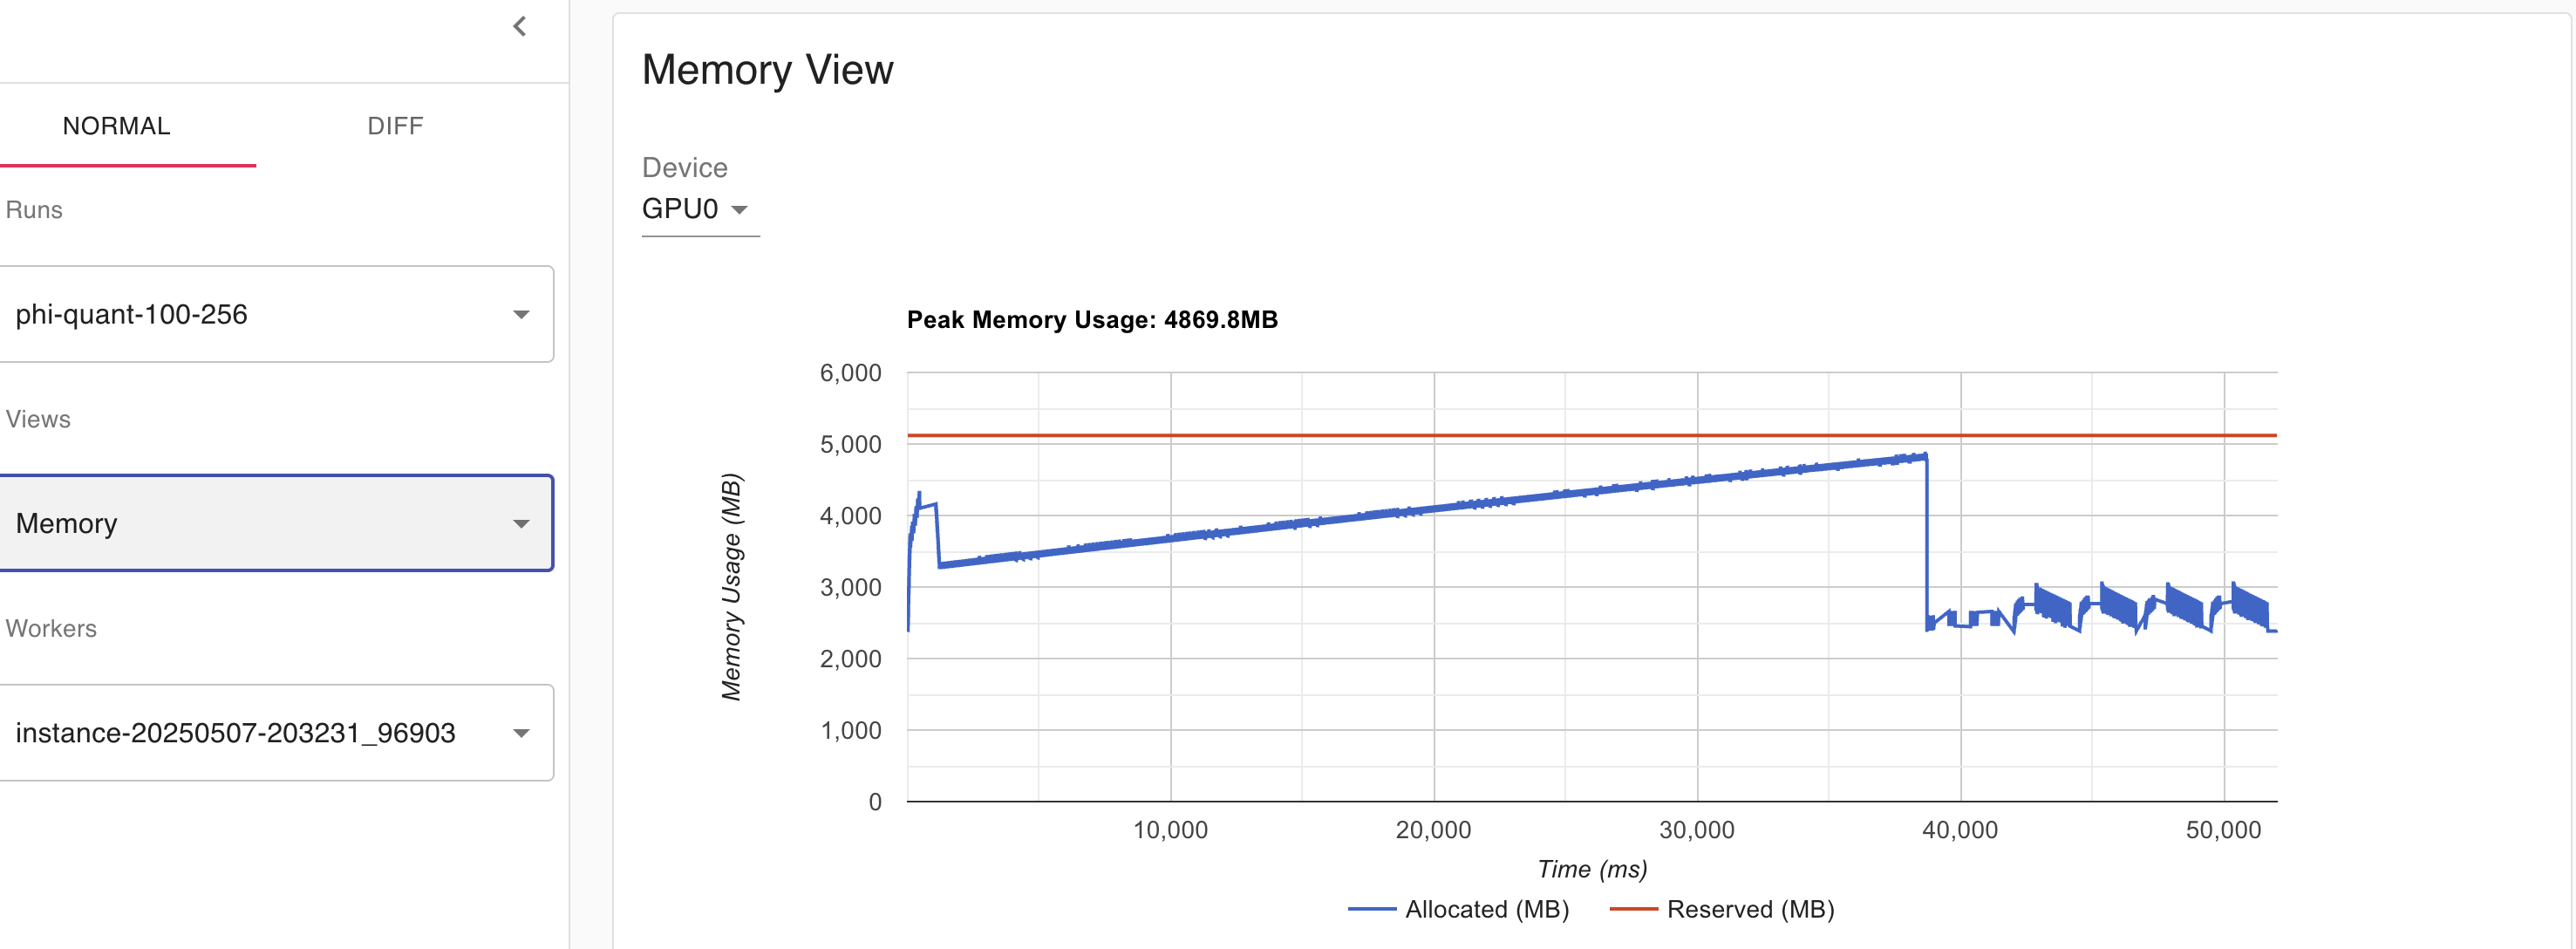 NORMAL
DIFF
Runs
phi-quant-100-256
Views
Memory
Workers
instance-20250507-203231_96903
Memory View
Device
GPU0
Peak Memory Usage: 4869.8MB
6,000
5,000
4,000
3,000
2,000
1,000
0
Memory Usage (MB)
10,000
20,000
30,000
40,000
50,000
Time (ms)
Allocated (MB)
Reserved (MB)